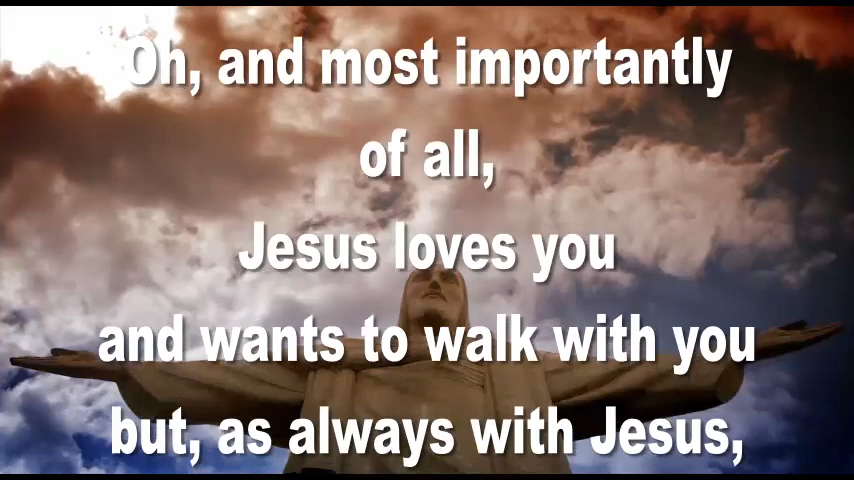 Oh, and most importantly
of all,
Jesus loves you
and wants to walk with you
but, as always with Jesus,